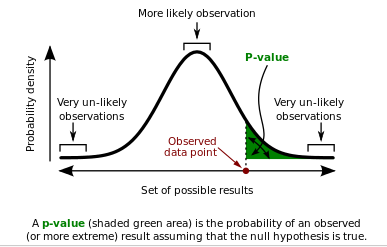 More likely observation
P-value
Probability density
Very un-likely
observations
Very un-likely
observations
Observed
data point
Set of possible results
A p-value (shaded green area) is the probability of an observed
(or more extreme) result assuming that the null hypothesis is true.